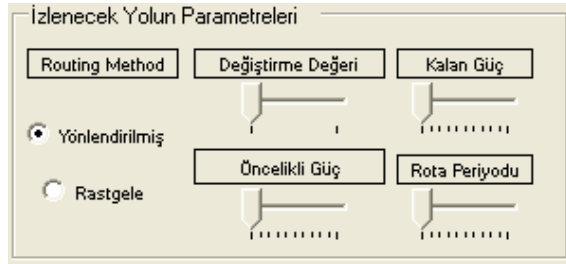 İzlenecek Yolun Parametreleri
Routing Method
Değiştirme Değeri
Kalan Güç
Yönlendirilmiş
Rastgele
Öncelikli Güç
Rota Periyodu